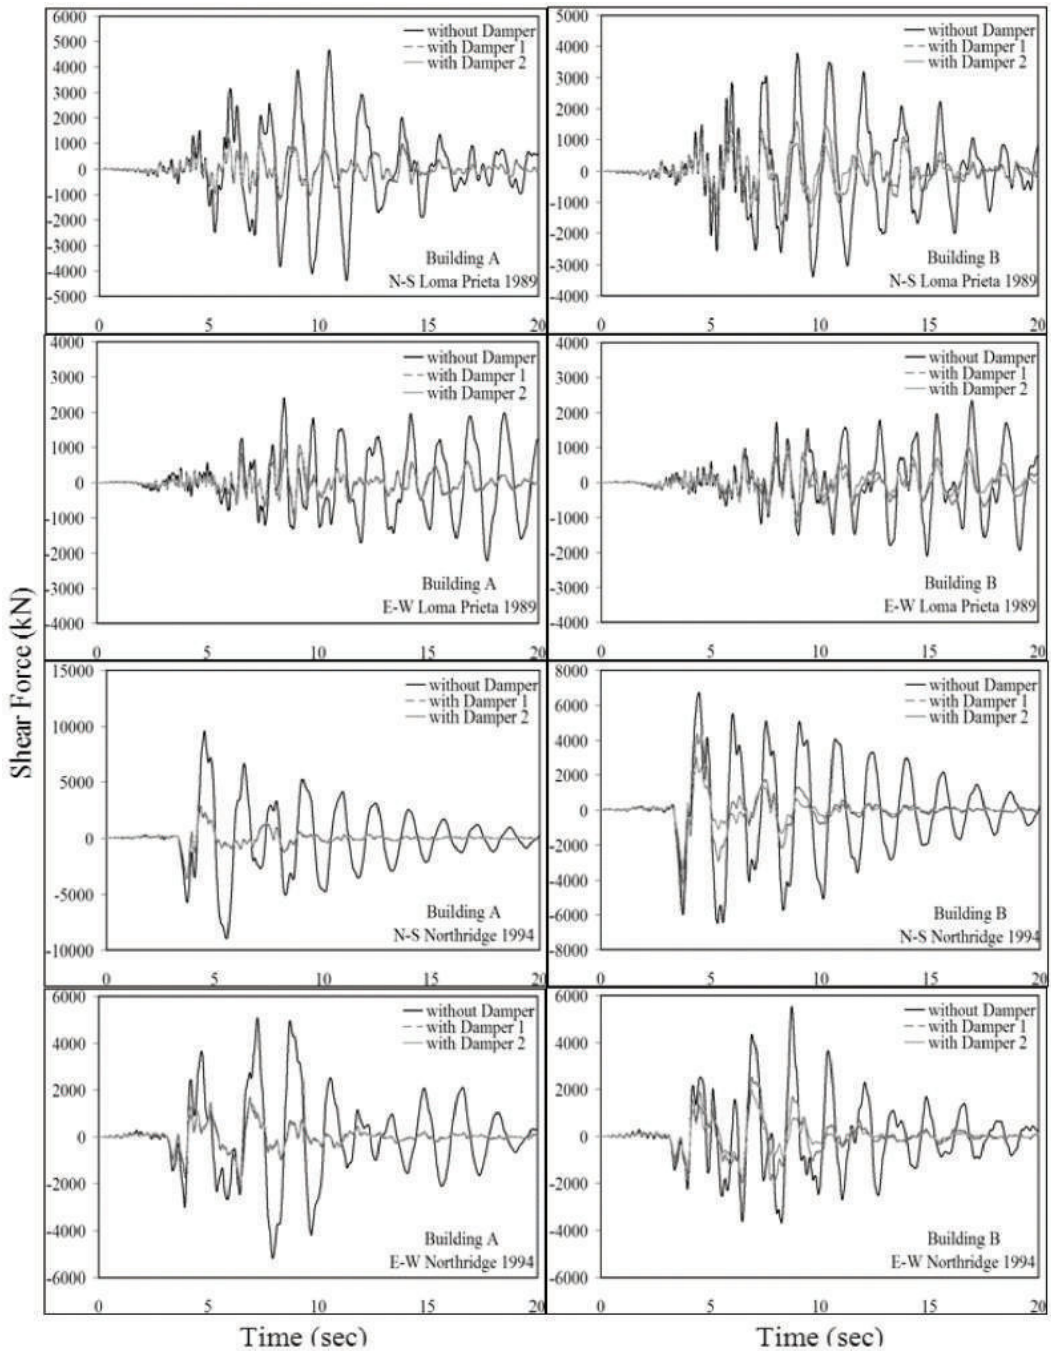 Shear Force (kN)
6000
5000
4000
3000
2000
1000
0
-1000
-2000
-3000
-4000
-5000
without Damper
with Damper 1
with Damper 2
Building A
N-S Loma Prieta 1989
0 5 10 15 20
5000
4000
3000
2000
1000
0
-1000
-2000
-3000
-4000
without Damper
with Damper 1
with Damper 2
Building B
N-S Loma Prieta 1989
0 5 10 15 20
4000
3000
2000
1000
0
-1000
-2000
-3000
-4000
without Damper
with Damper 1
with Damper 2
Building A
E-W Loma Prieta 1989
0 5 10 15 20
4000
3000
2000
1000
0
-1000
-2000
-3000
-4000
without Damper
with Damper 1
with Damper 2
Building B
E-W Loma Prieta 1989
0 5 10 15 20
15000
10000
5000
0
-5000
-10000
without Damper
with Damper 1
with Damper 2
Building A
N-S Northridge 1994
0 5 10 15 20
8000
6000
4000
2000
0
-2000
-4000
-6000
-8000
without Damper
with Damper 1
with Damper 2
Building B
N-S Northridge 1994
0 5 10 15 20
6000
4000
2000
0
-2000
-4000
-6000
without Damper
with Damper 1
with Damper 2
Building A
E-W Northridge 1994
0 5 10 15 20
6000
4000
2000
0
-2000
-4000
-6000
without Damper
with Damper 1
with Damper 2
Building B
E-W Northridge 1994
0 5 10 15 20
Time (sec)
Time (sec)